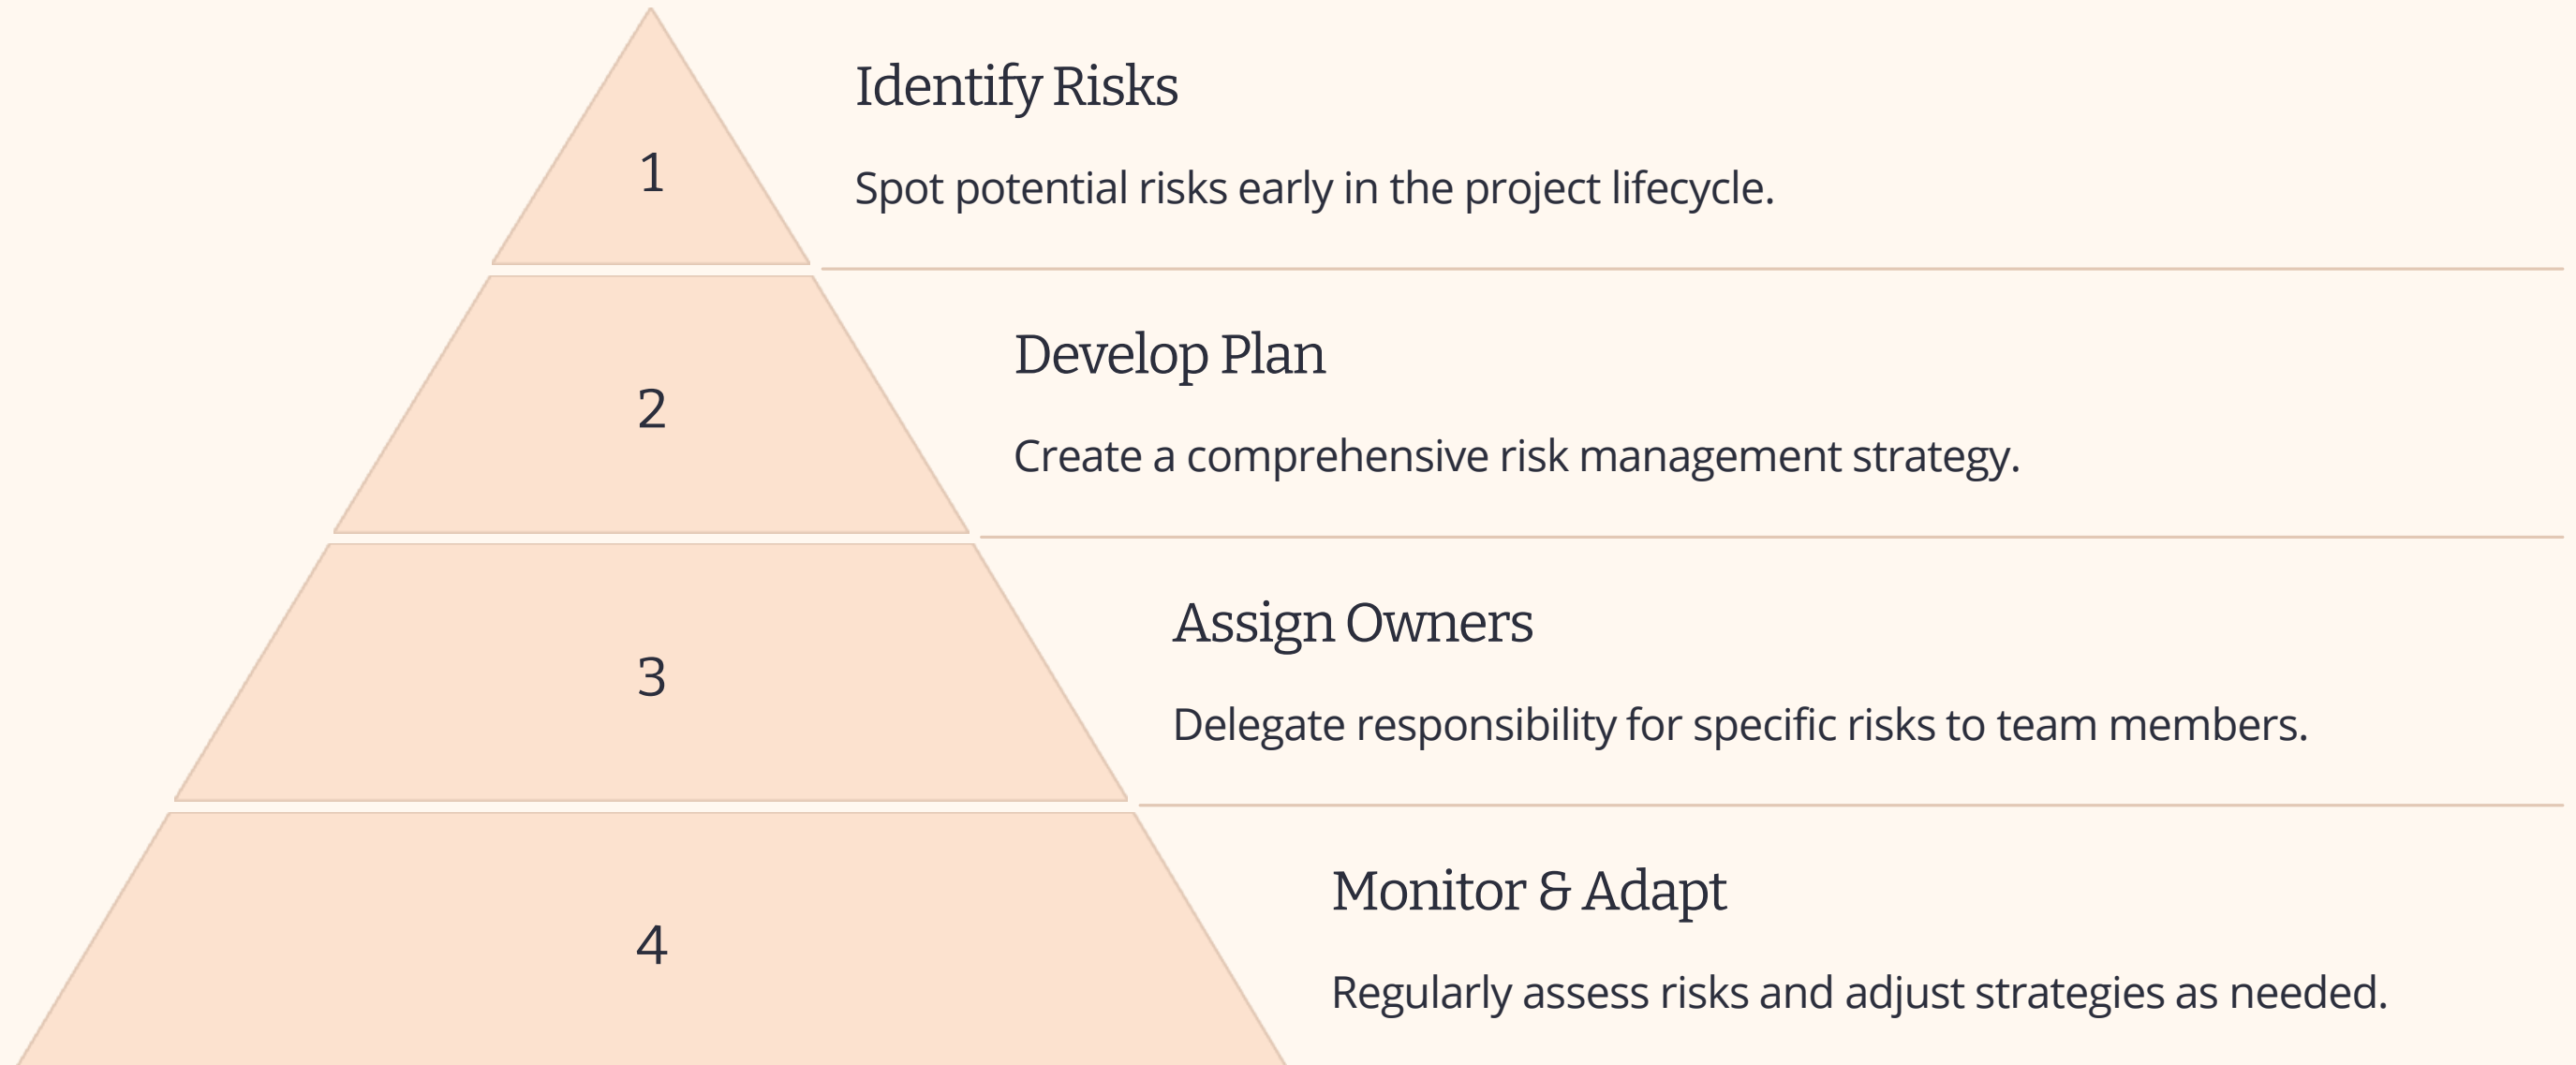 1
Identify Risks
Spot potential risks early in the project lifecycle.
2
Develop Plan
Create a comprehensive risk management strategy.
3
Assign Owners
Delegate responsibility for specific risks to team members.
4
Monitor & Adapt
Regularly assess risks and adjust strategies as needed.